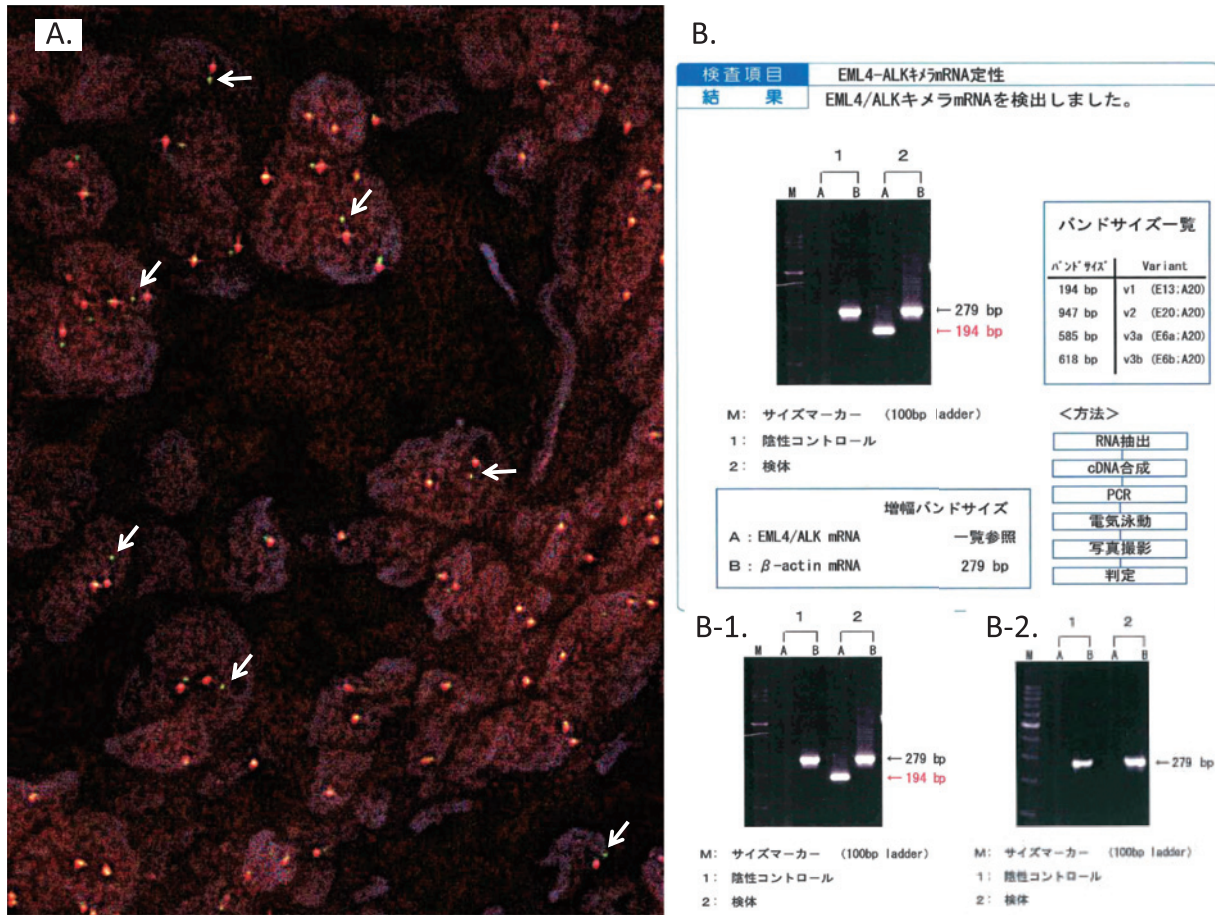 A.
B.
検査項目 EML4-ALKｷﾒﾗmRNA定性
結果 EML4/ALKキメラmRNAを検出しました。
1 2
M A B A B
← 279 bp
← 194 bp
バンドサイズ一覧
ﾊﾞﾝﾄﾞｻｲｽﾞ Variant
194 bp v1 (E13;A20)
947 bp v2 (E20;A20)
585 bp v3a (E6a;A20)
618 bp v3b (E6b;A20)
M: サイズマーカー (100bp ladder)
1: 陰性コントロール
2: 検体
増幅バンドサイズ
A : EML4/ALK mRNA 一覧参照
B : β-actin mRNA 279 bp
＜方法＞
RNA抽出
cDNA合成
PCR
電気泳動
写真撮影
判定
B-1.
1 2
M A B A B
← 279 bp
← 194 bp
M: サイズマーカー (100bp ladder)
1: 陰性コントロール
2: 検体
B-2.
1 2
M A B A B
← 279 bp
M: サイズマーカー (100bp ladder)
1: 陰性コントロール
2: 検体